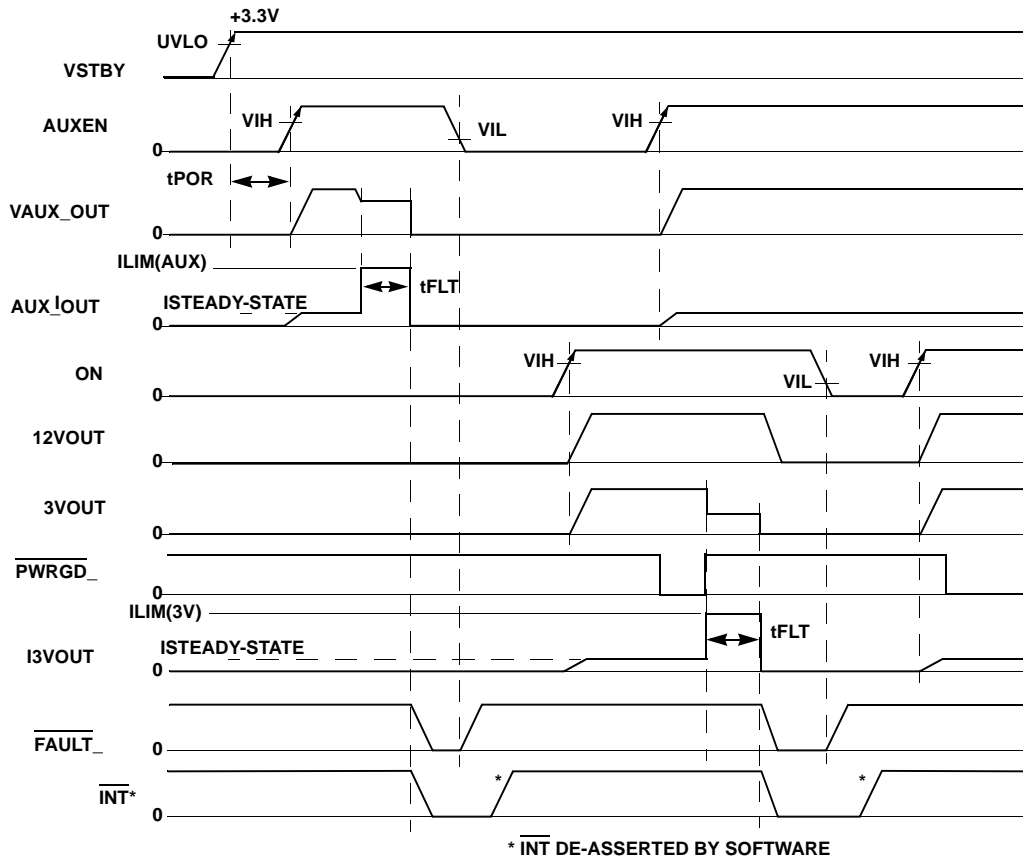 +3.3V
UVLO
VSTBY
AUXEN
VIH
VIL
VIH
0
tPOR
VAUX_OUT
0
ILIM(AUX)
tFLT
ISTEADY-STATE
AUX_IOUT
0
VIH
VIL
VIH
ON
0
12VOUT
0
3VOUT
0
PWRGD_
0
ILIM(3V)
tFLT
ISTEADY-STATE
I3VOUT
0
FAULT_
0
*
*
INT*
0
* INT DE-ASSERTED BY SOFTWARE